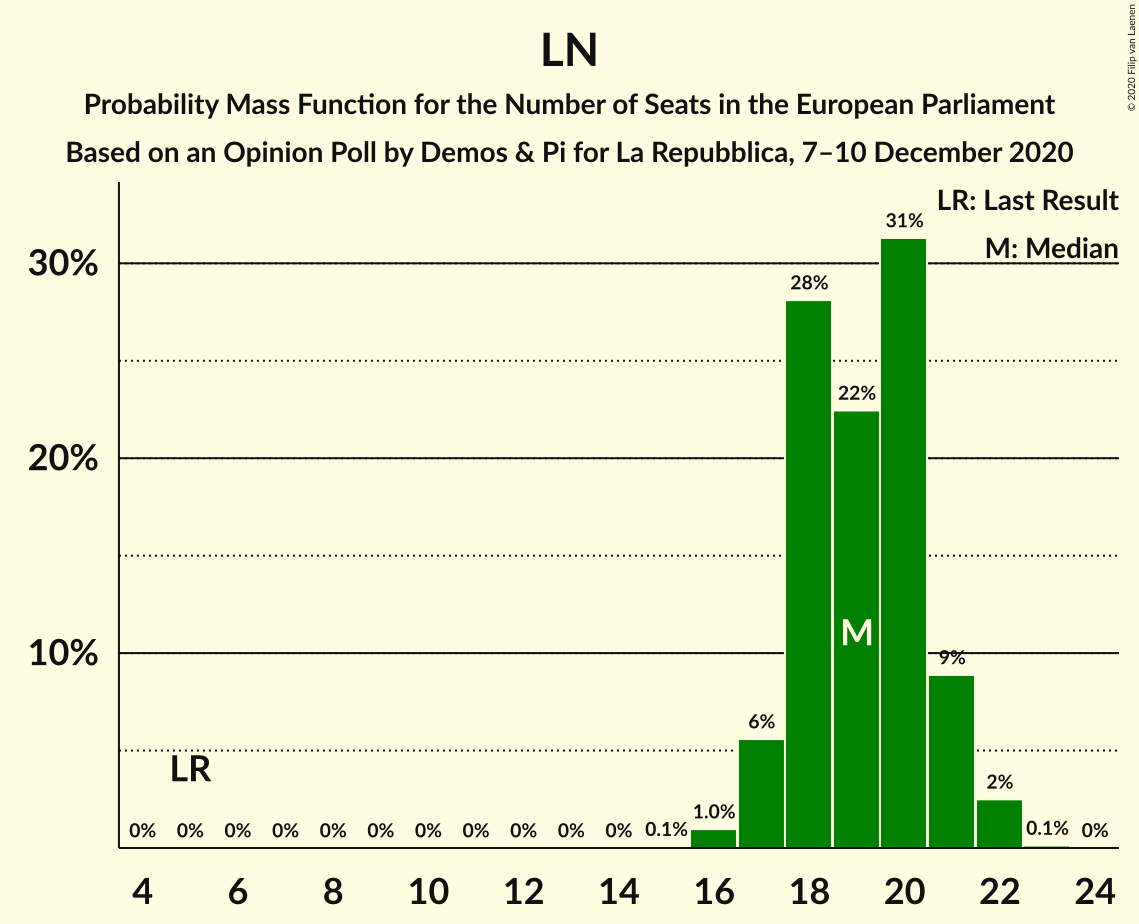 © 2020 Filip van Laenen
LN
Probability Mass Function for the Number of Seats in the European Parliament
Based on an Opinion Poll by Demos & Pi for La Repubblica, 7–10 December 2020
LR: Last Result
M: Median
31%
30%
28%
22%
20%
M
10%
9%
6%
LR
2%
1.0%
0% 0% 0% 0% 0% 0% 0% 0% 0% 0% 0% 0.1% 0.1% 0%
4 6 8 10 12 14 16 18 20 22 24